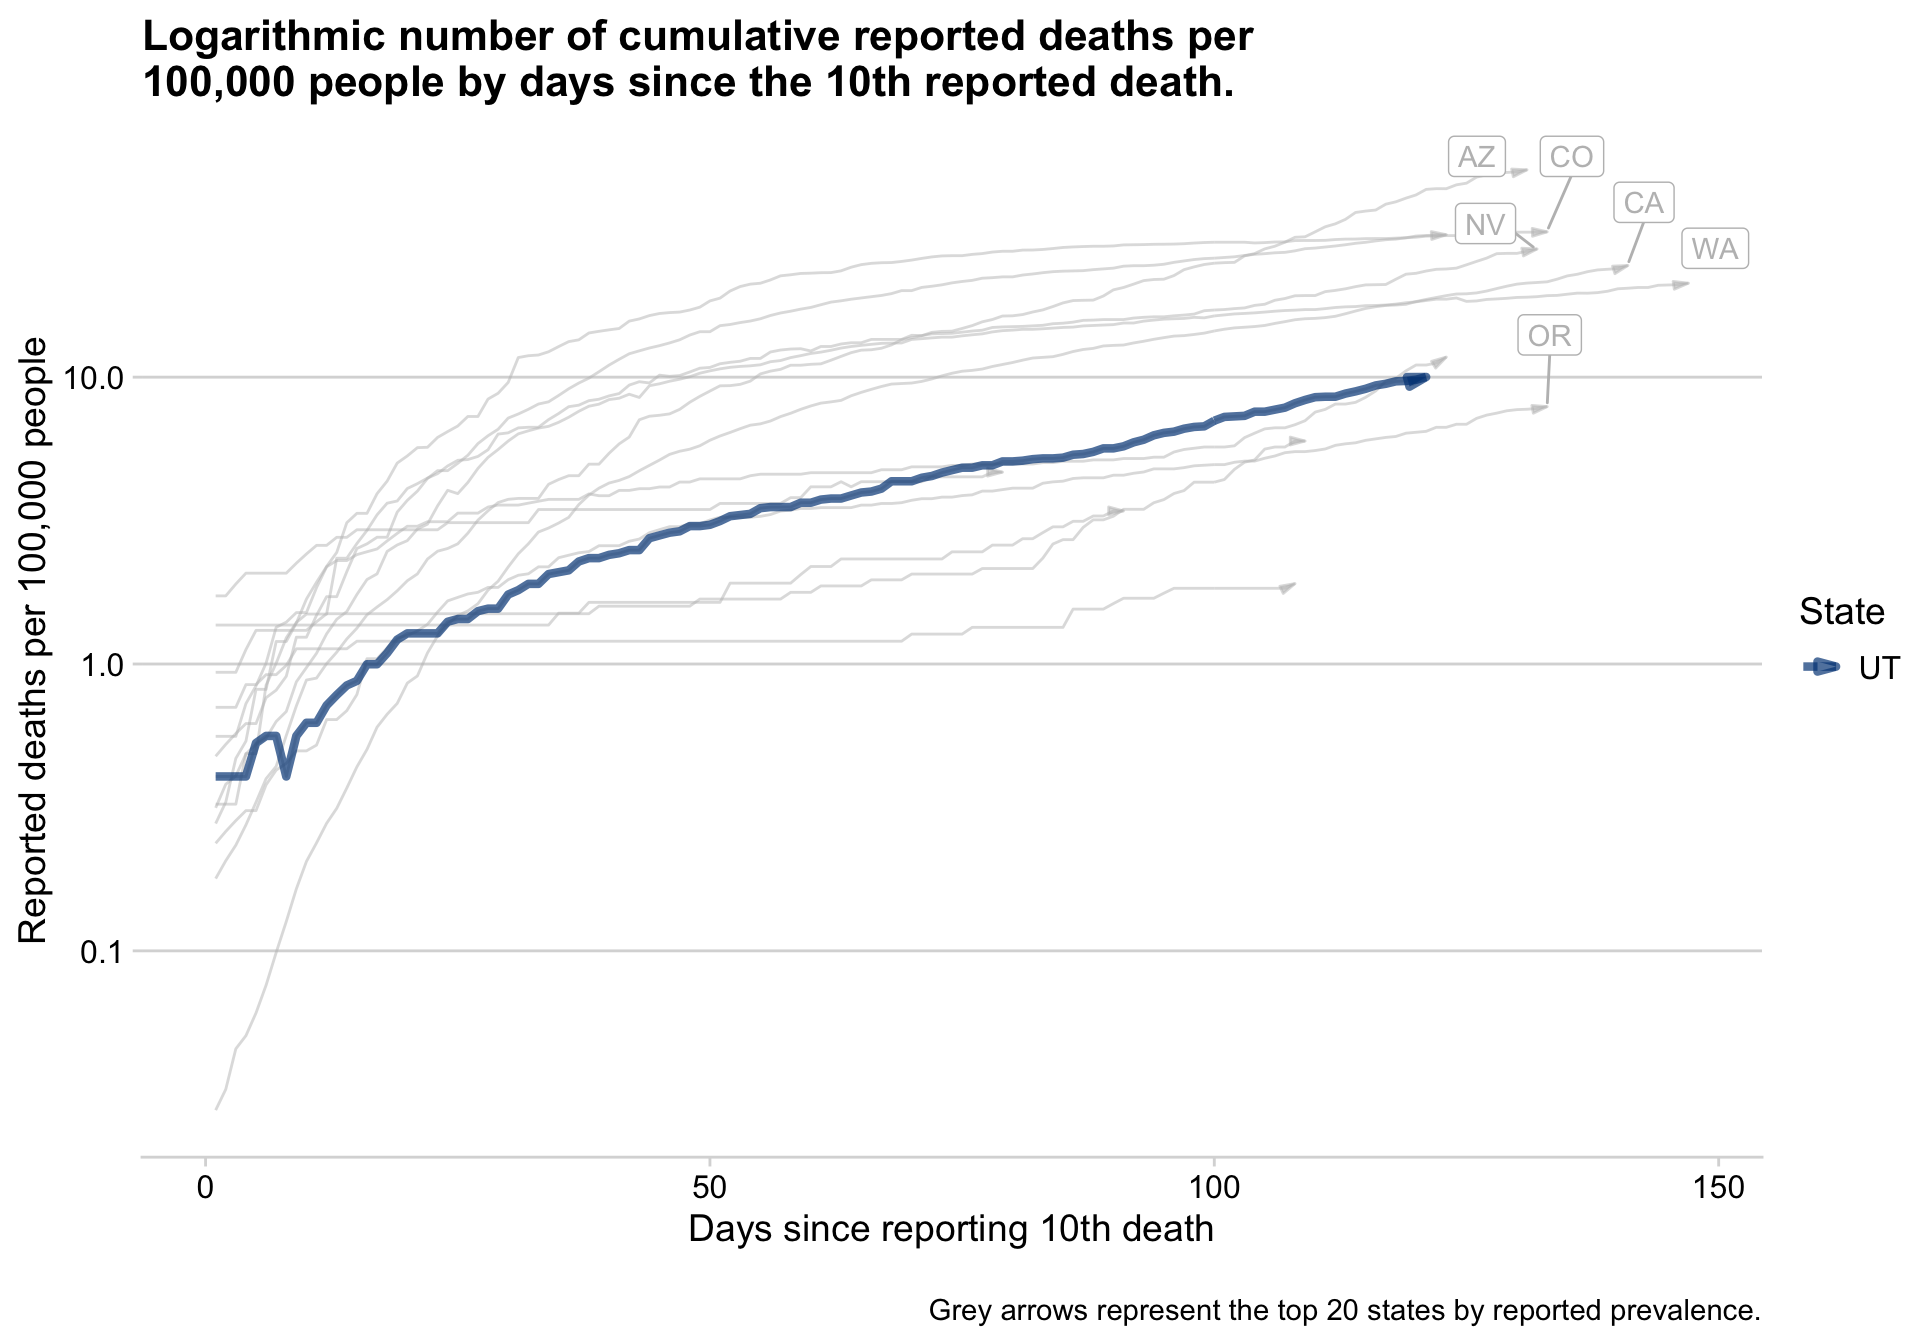 Logarithmic number of cumulative reported deaths per
100,000 people by days since the 10th reported death.
AZ
CO
CA
NV
WA
OR
Reported deaths per 100,000 people
10.0
1.0
0.1
State
UT
0
50
100
150
Days since reporting 10th death
Grey arrows represent the top 20 states by reported prevalence.